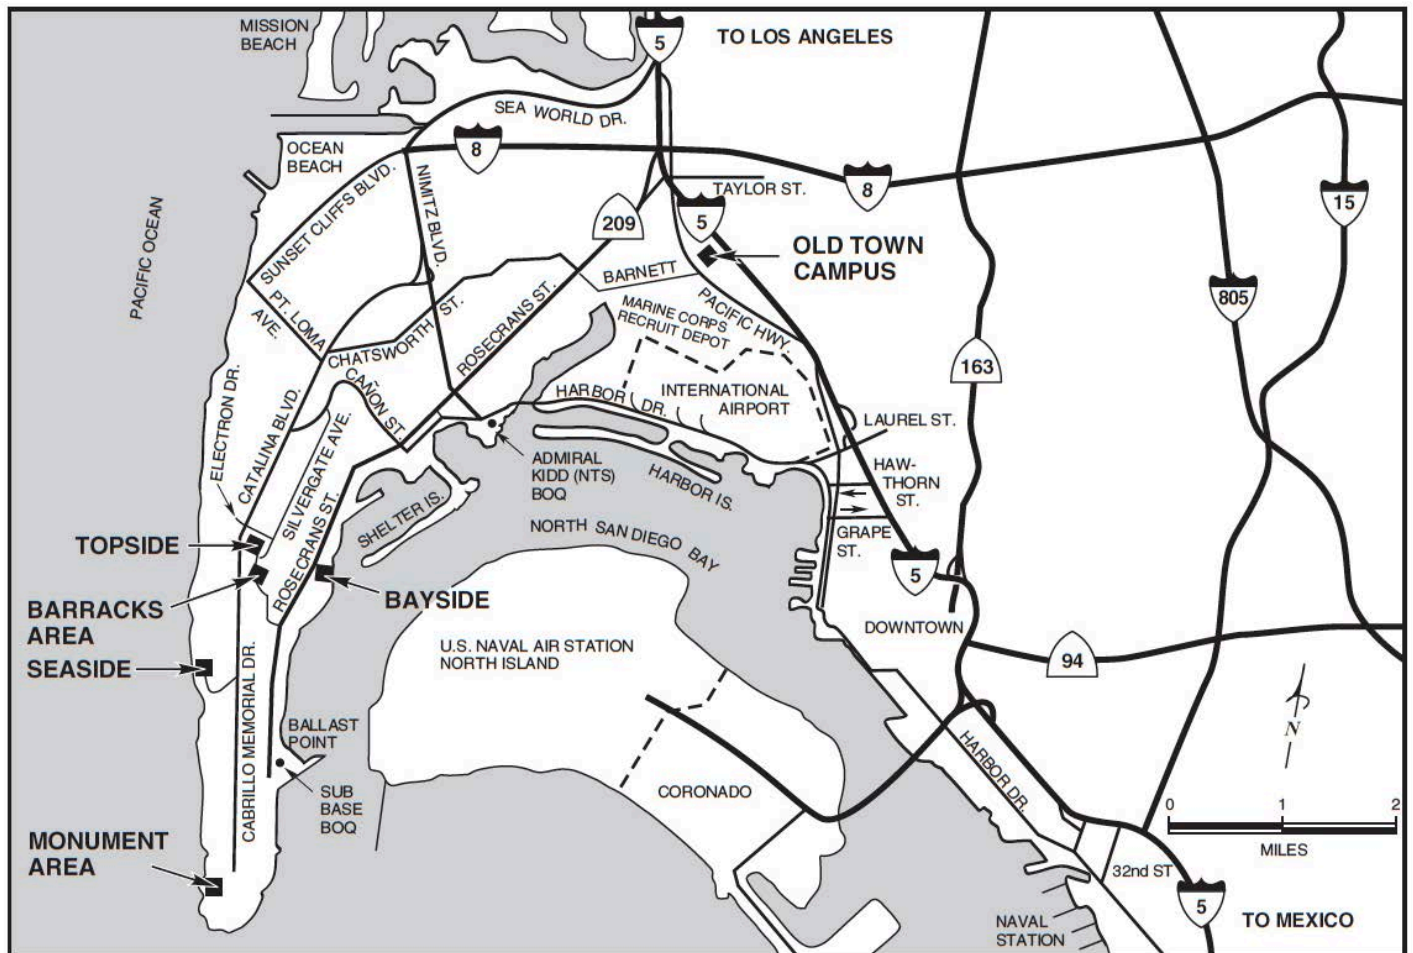 MISSION
BEACH
5
TO LOS ANGELES
SEA WORLD DR.
OCEAN
BEACH
8
NIMITZ BLVD.
SUNSET CLIFFS BLVD.
TAYLOR ST.
8
15
5
209
PACIFIC OCEAN
OLD TOWN
CAMPUS
BARNETT
805
PT. LOMA
AVE.
CHATSWORTH ST.
ROSECRANS ST.
MARINE CORPS
RECRUIT DEPOT
PACIFIC HWY.
163
CAÑON ST.
HARBOR DR.
INTERNATIONAL
AIRPORT
ELECTRON DR.
CATALINA BLVD.
SILVERGATE AVE.
LAUREL ST.
ADMIRAL
KIDD (NTS)
BOQ
HARBOR IS.
HAW-
THORN
ST.
SHELTER IS.
ROSECRANS ST.
NORTH SAN DIEGO BAY
GRAPE
ST.
TOPSIDE
5
BARRACKS
AREA
BAYSIDE
DOWNTOWN
U.S. NAVAL AIR STATION
NORTH ISLAND
94
SEASIDE
CABRILLO MEMORIAL DR.
BALLAST
POINT
N
HARBOR DR.
SUB
BASE
BOQ
CORONADO
0 1 2
MILES
MONUMENT
AREA
32nd ST
5
NAVAL
STATION
TO MEXICO